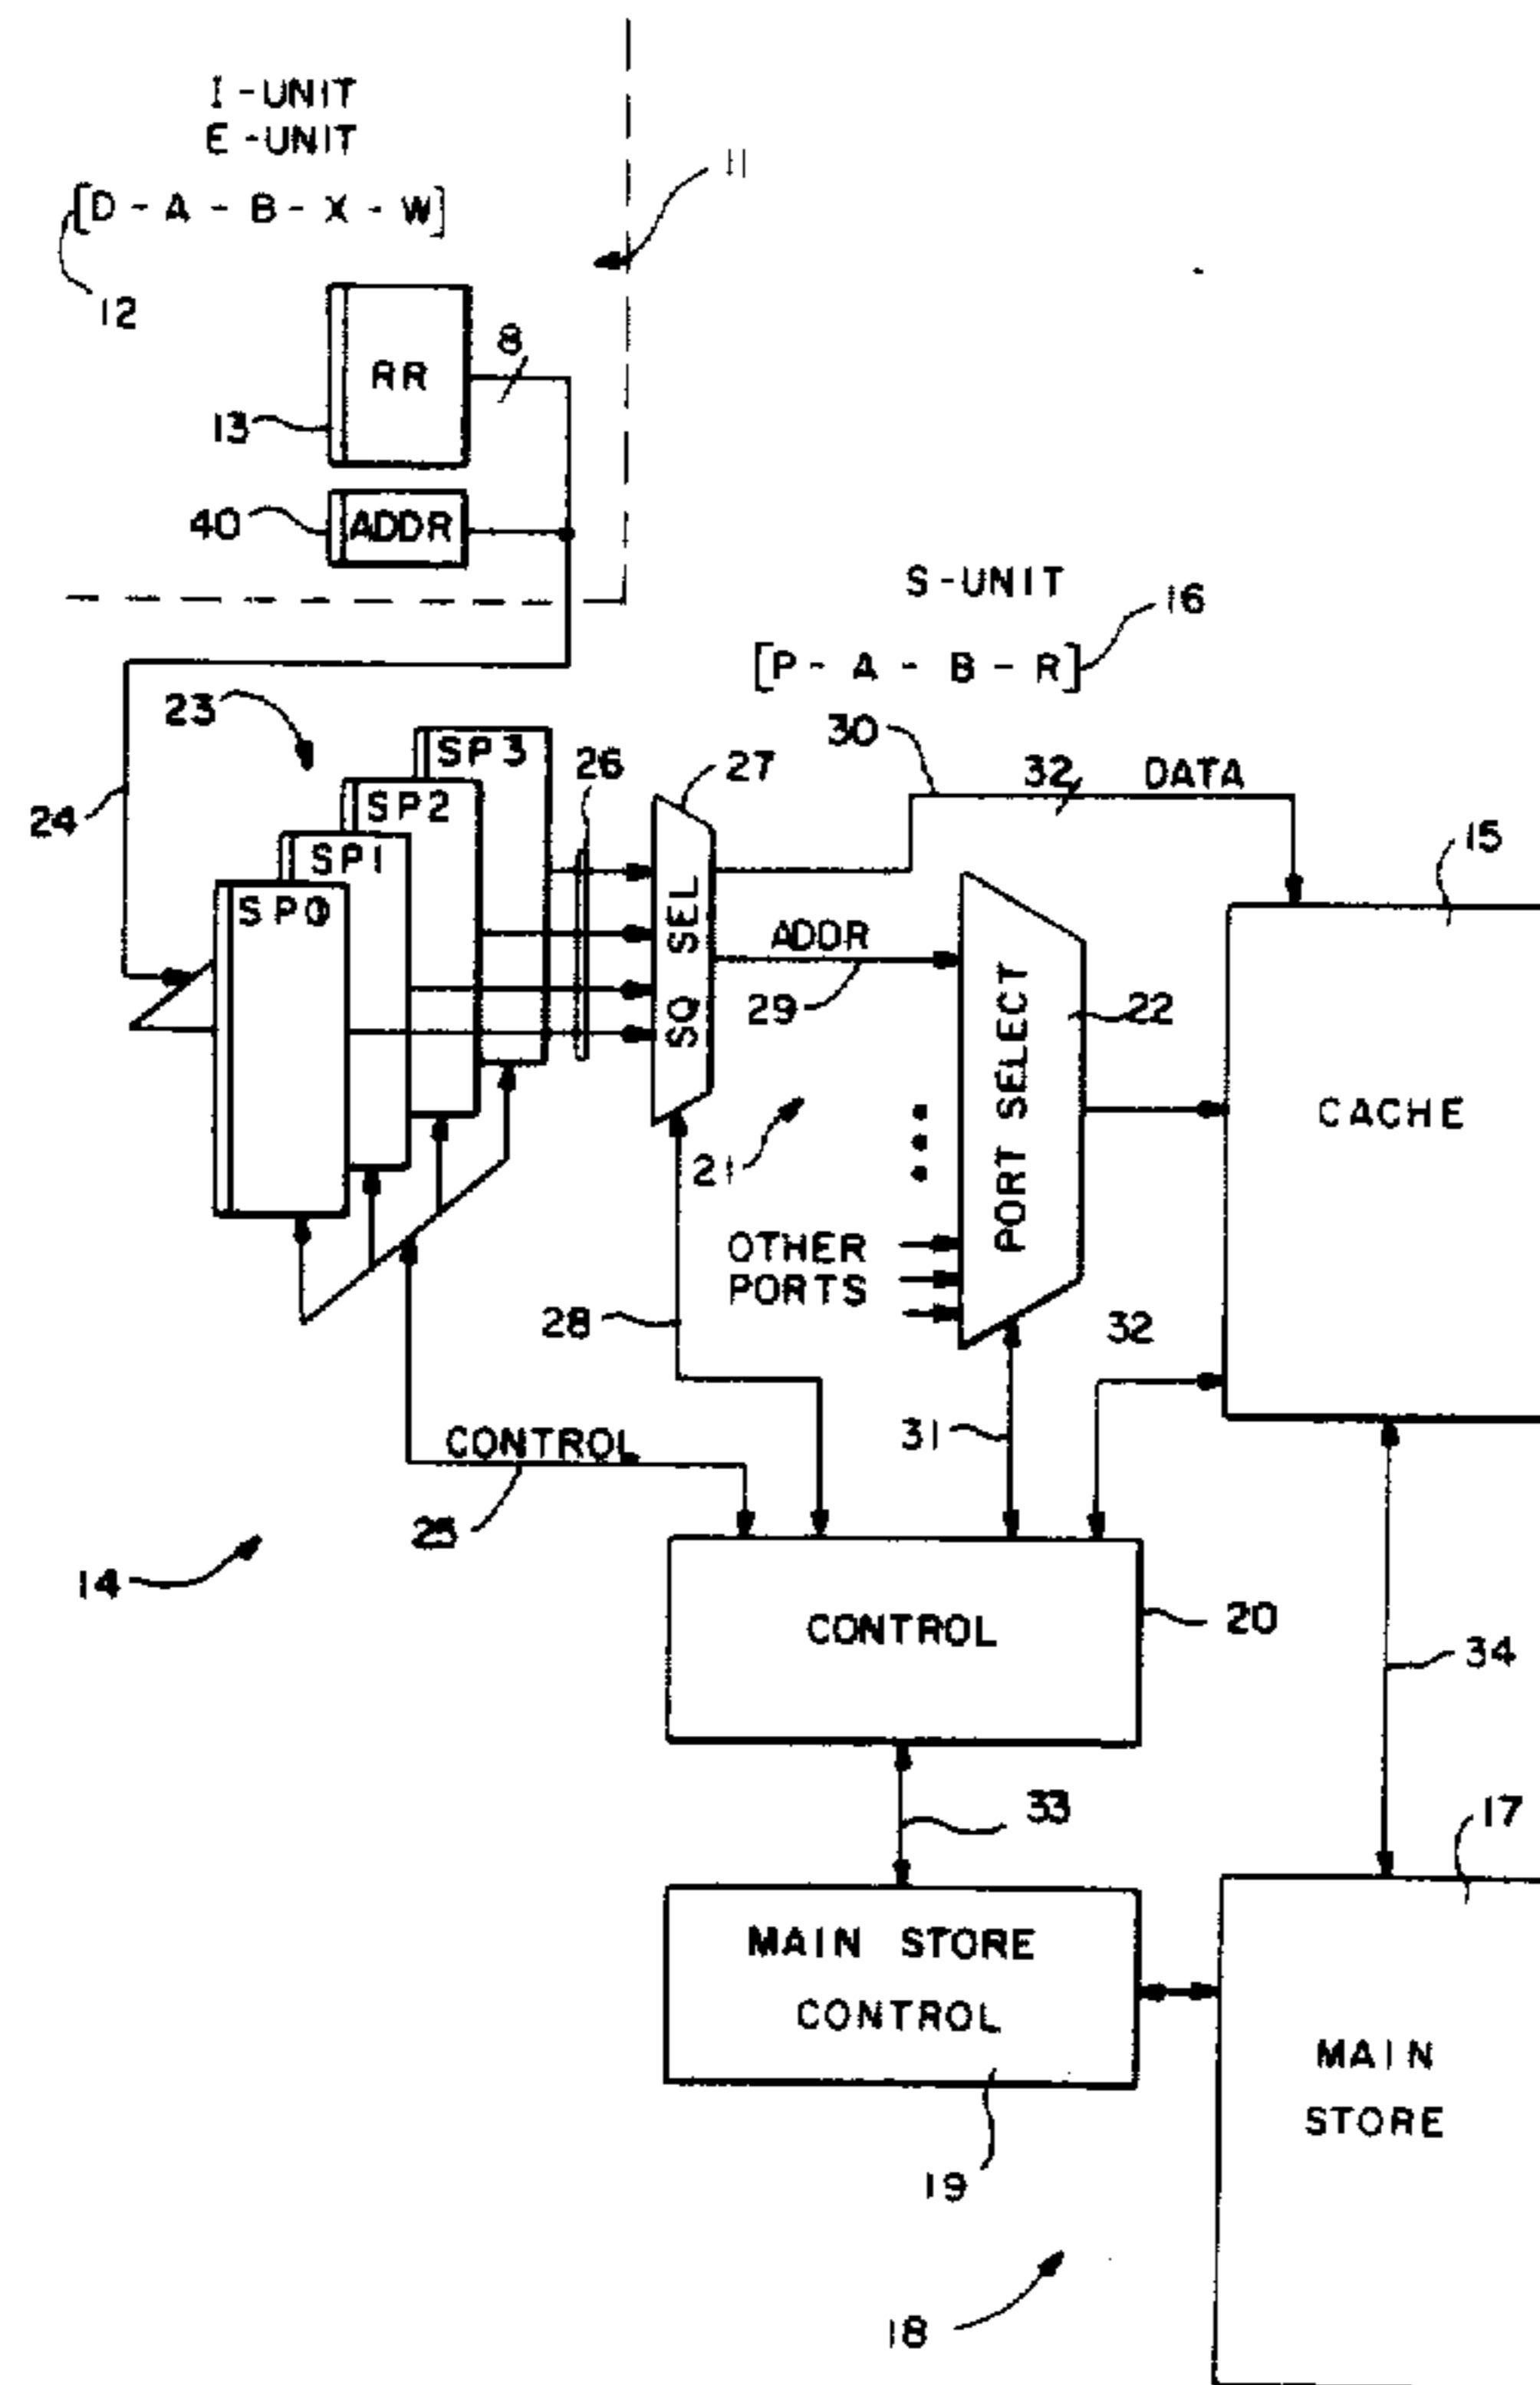 I-UNIT
E-UNIT
[D-A-B-X-W]
11
12
RR
8
13
40
ADDR
S-UNIT
16
[P-A-B-R]
23
SP3
30
26
27
32
DATA
SP2
24
SP1
15
SP0
SQ SEL
ADDR
29
PORT SELECT
22
CACHE
21
OTHER
PORTS
28
32
31
CONTROL
25
14
CONTROL
20
34
33
17
MAIN STORE
CONTROL
MAIN
STORE
19
18